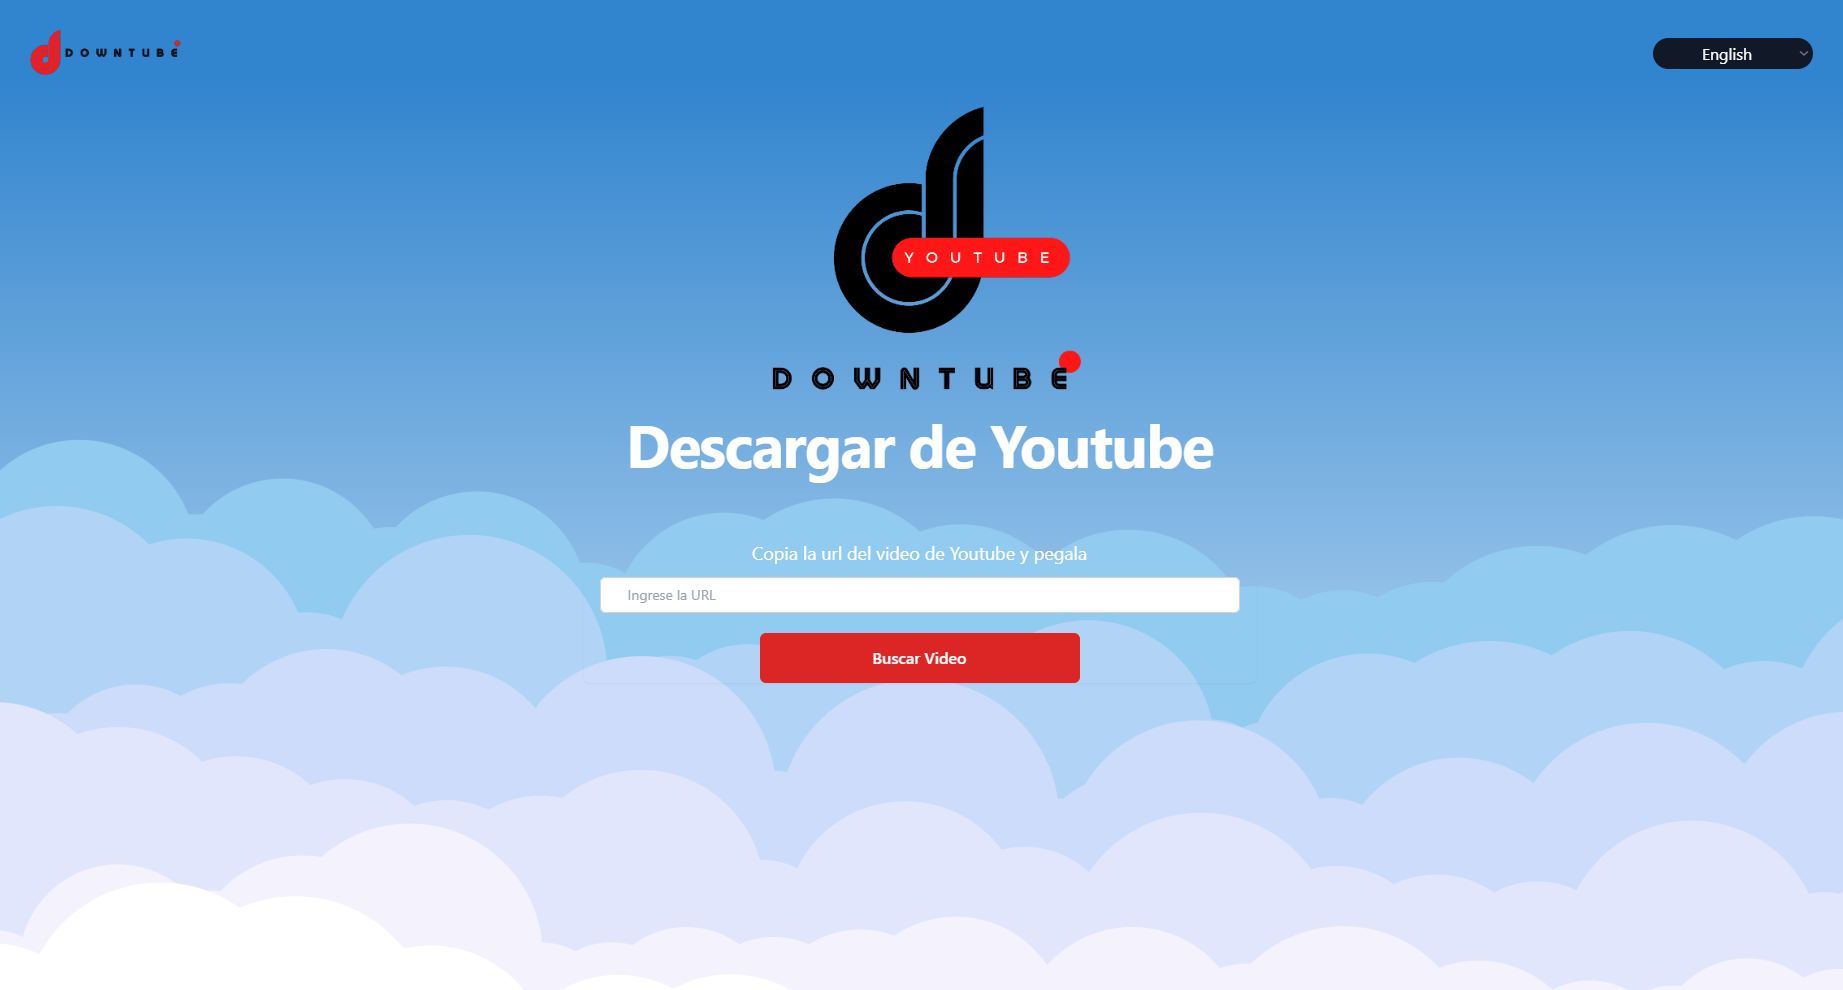 DOWNTUBE
English
YOUTUBE
DOWNTUBE
Descargar de Youtube
Copia la url del video de Youtube y pegala
Ingrese la URL
Buscar Video